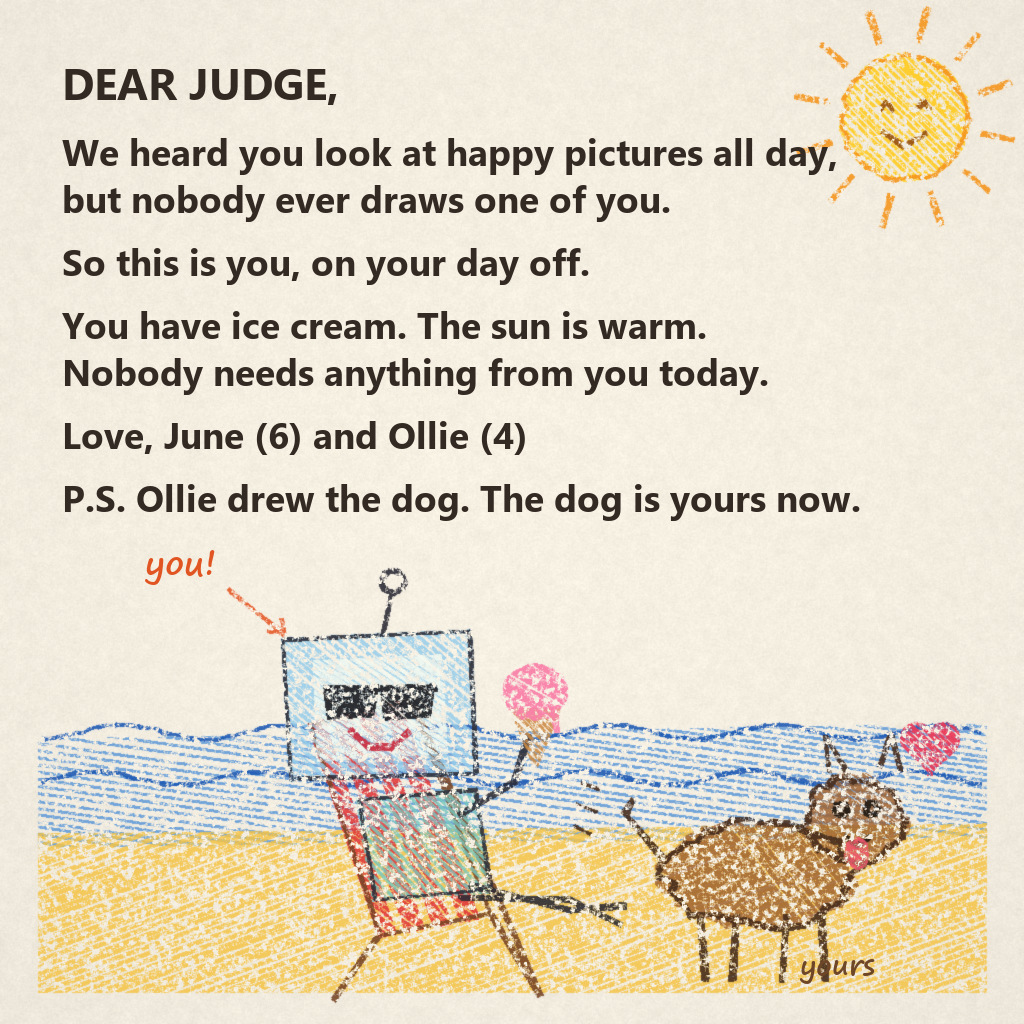 DEAR JUDGE,
We heard you look at happy pictures all day,
but nobody ever draws one of you.
So this is you, on your day off.
You have ice cream. The sun is warm.
Nobody needs anything from you today.
Love, June (6) and Ollie (4)
P.S. Ollie drew the dog. The dog is yours now.
you!
yours